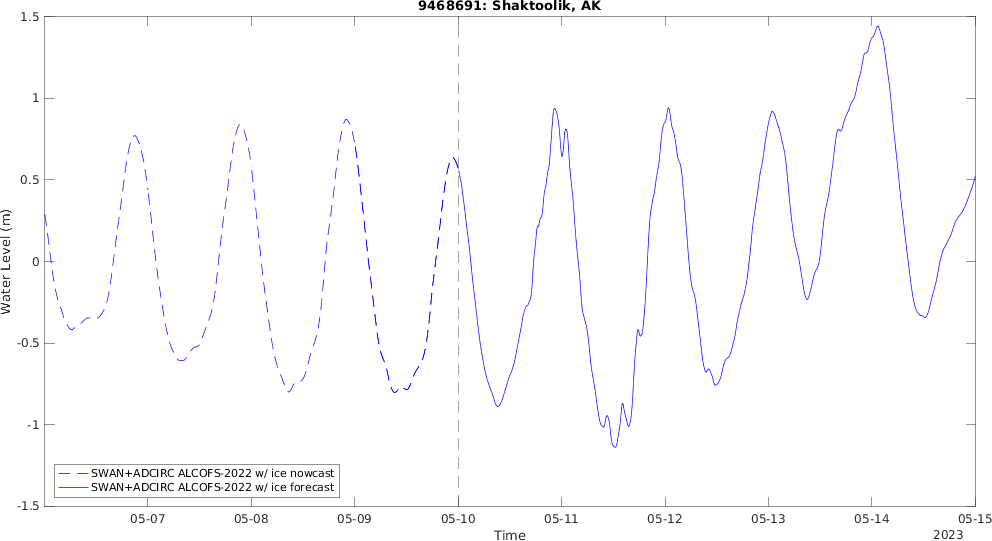 9468691: Shaktoolik, AK
1.5
1
0.5
0
-0.5
-1
-1.5
Water Level (m)
SWAN+ADCIRC ALCOFS-2022 w/ ice nowcast
SWAN+ADCIRC ALCOFS-2022 w/ ice forecast
05-07 05-08 05-09 05-10 05-11 05-12 05-13 05-14 05-15
Time
2023